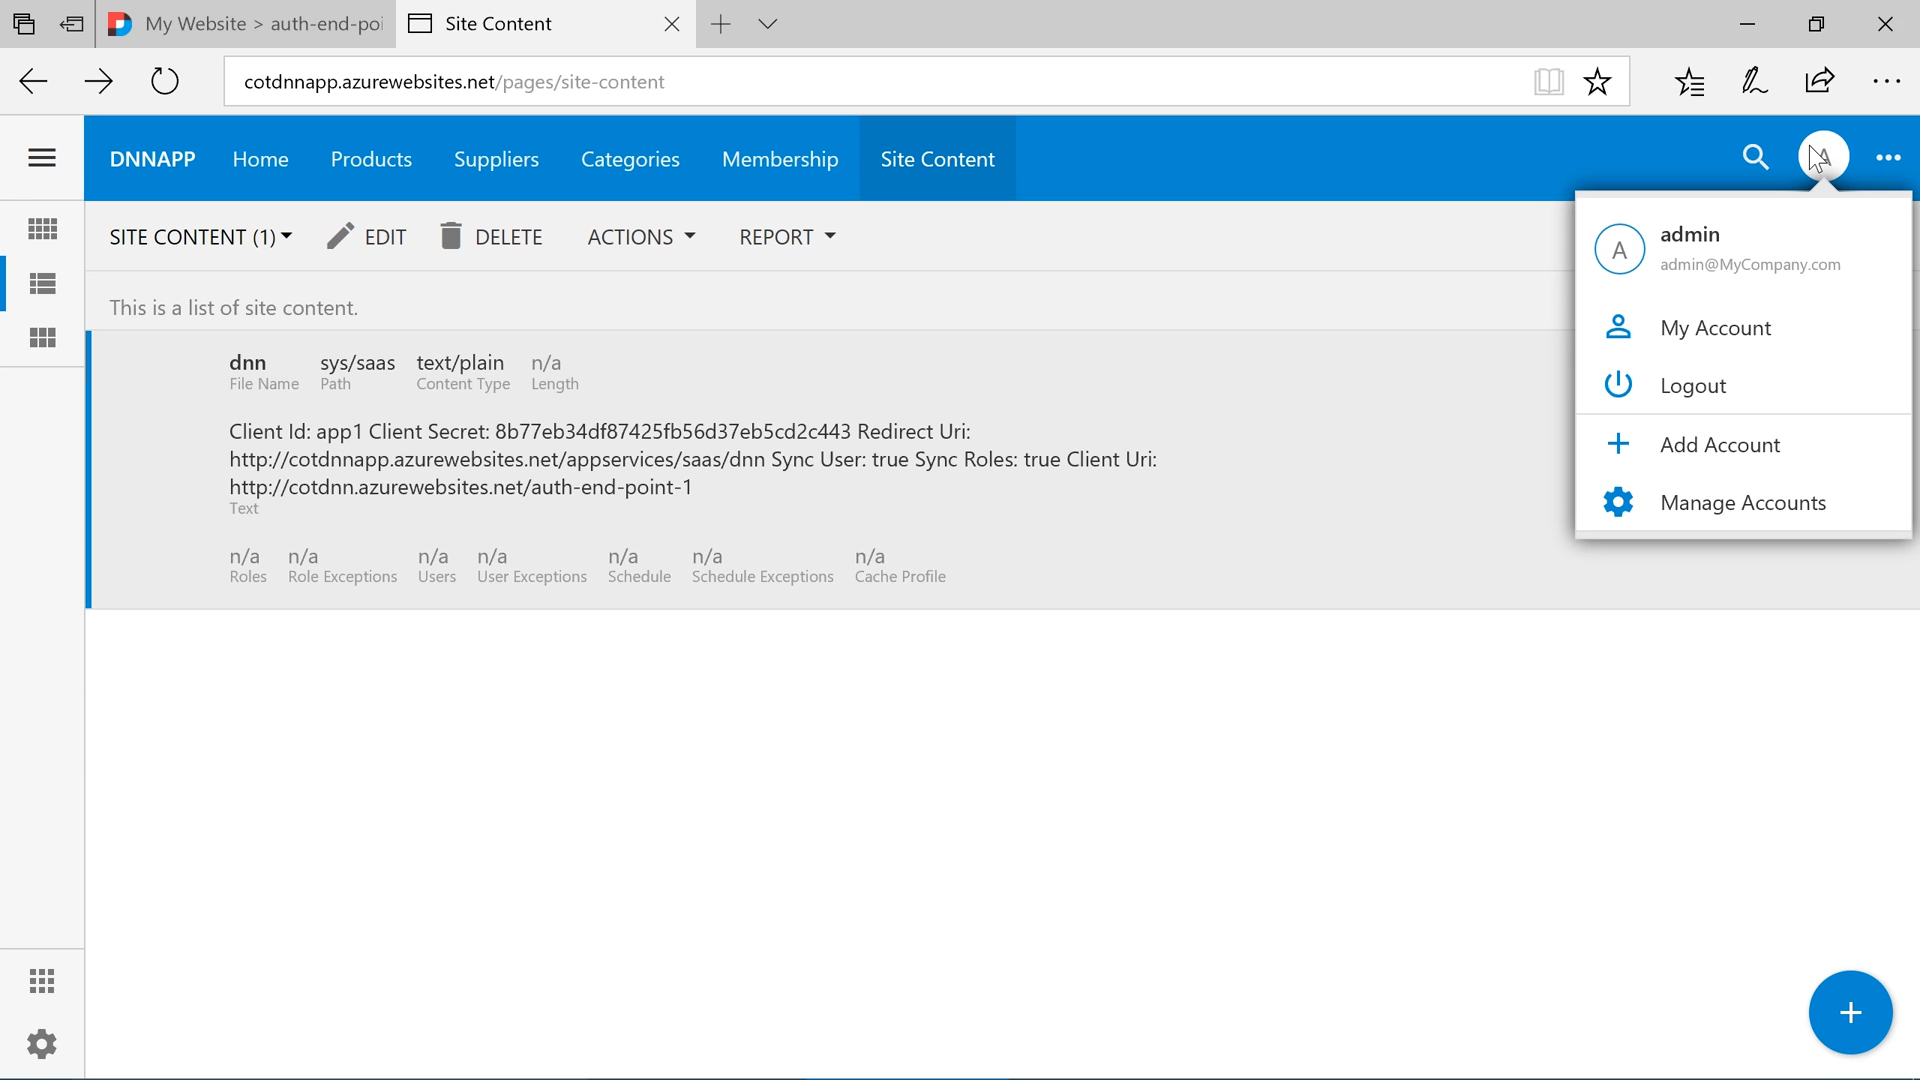 My Website > auth-end-poi
Site Content
cotdnnapp.azurewebsites.net/pages/site-content
DNNAPP Home Products Suppliers Categories Membership Site Content A
SITE CONTENT (1) EDIT DELETE ACTIONS REPORT
This is a list of site content.
A admin
admin@MyCompany.com
My Account
Logout
Add Account
Manage Accounts
dnn sys/saas text/plain n/a
File Name Path Content Type Length
Client Id: app1 Client Secret: 8b77eb34df87425fb56d37eb5cd2c443 Redirect Uri:
http://cotdnnapp.azurewebsites.net/appservices/saas/dnn Sync User: true Sync Roles: true Client Uri:
http://cotdnn.azurewebsites.net/auth-end-point-1
Text
n/a n/a n/a n/a n/a n/a n/a
Roles Role Exceptions Users User Exceptions Schedule Schedule Exceptions Cache Profile